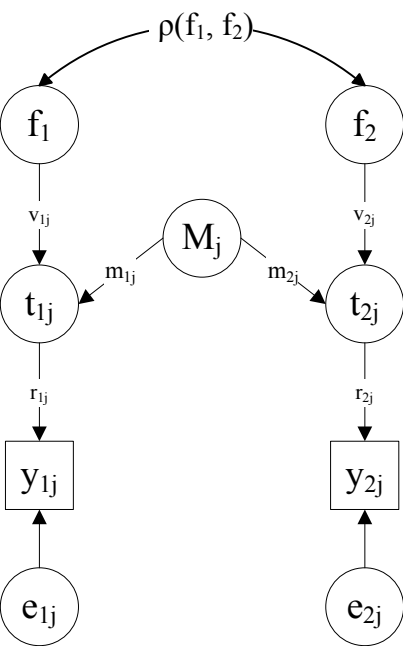 ρ(f₁, f₂)
f₁ f₂
v₁ⱼ v₂ⱼ
Mⱼ
m₁ⱼ m₂ⱼ
t₁ⱼ t₂ⱼ
r₁ⱼ r₂ⱼ
y₁ⱼ y₂ⱼ
e₁ⱼ e₂ⱼ